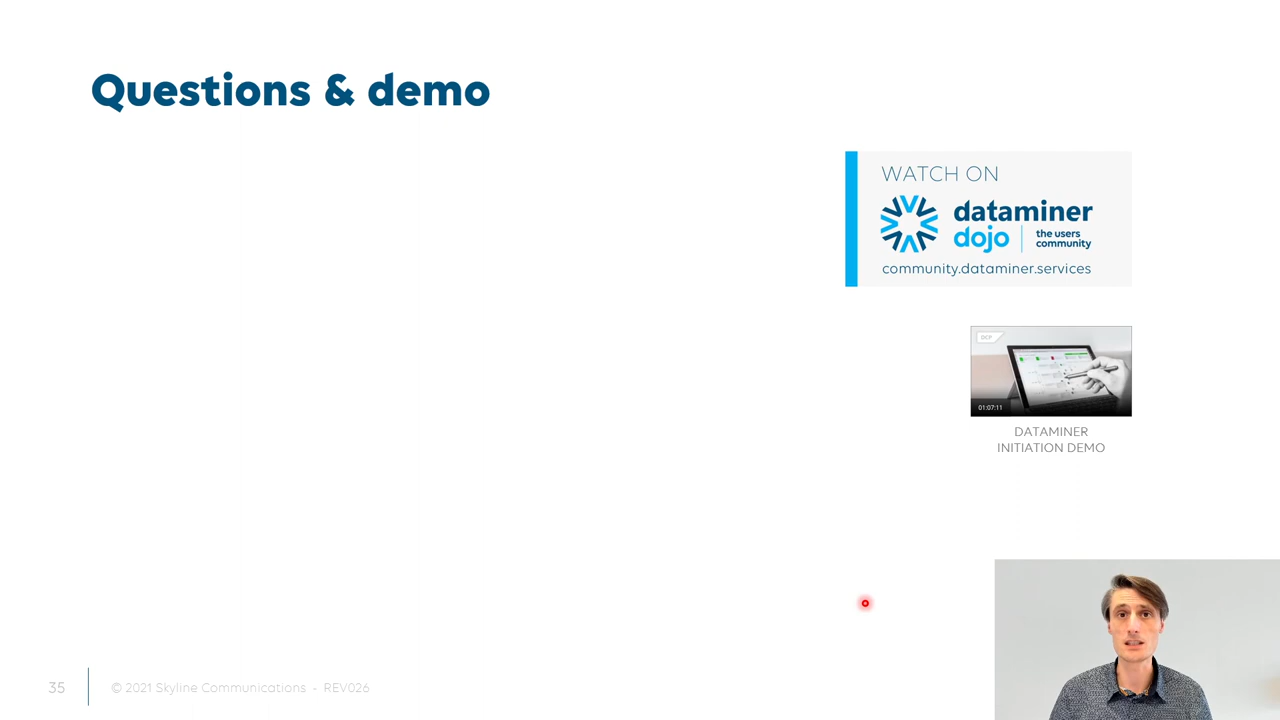 Questions & demo
WATCH ON
dataminer
dojo
the users
community
community.dataminer.services
DCP
01:07:11
DATAMINER
INITIATION DEMO
35
© 2021 Skyline Communications - REV026